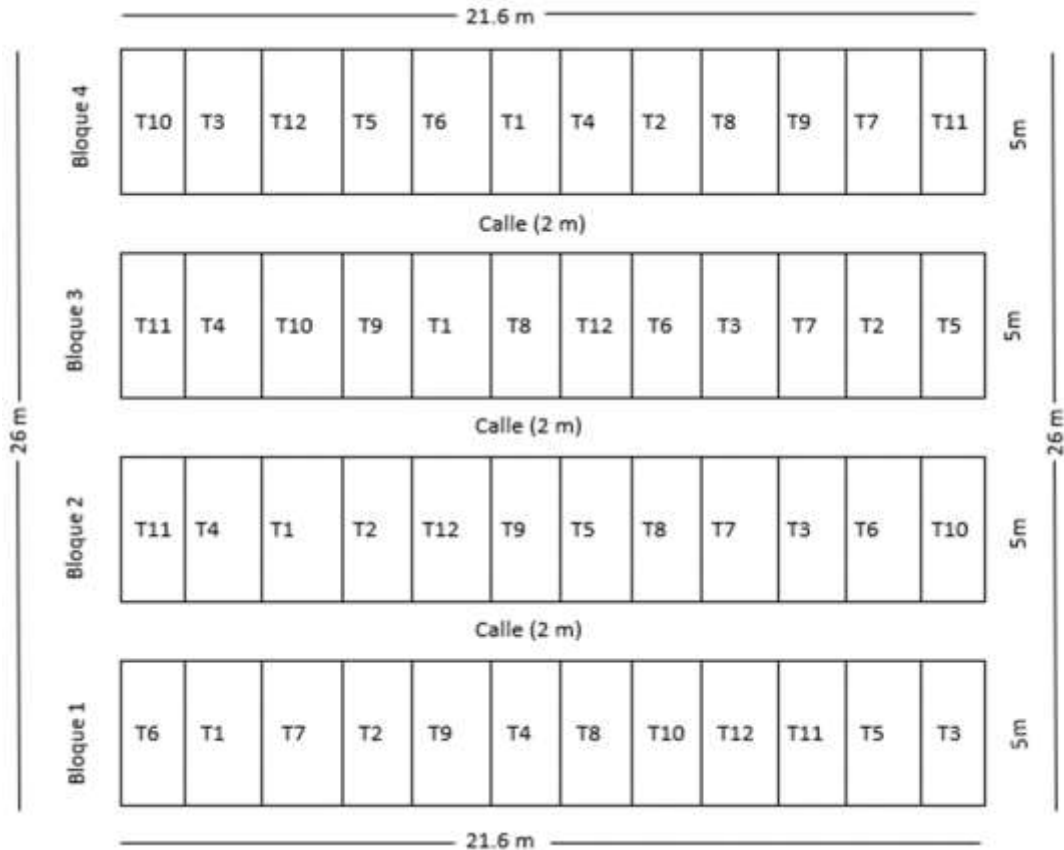 21.6 m
Bloque 4
T10 T3 T12 T5 T6 T1 T4 T2 T8 T9 T7 T11
5m
Calle (2 m)
Bloque 3
T11 T4 T10 T9 T1 T8 T12 T6 T3 T7 T2 T5
5m
26 m
Calle (2 m)
26 m
Bloque 2
T11 T4 T1 T2 T12 T9 T5 T8 T7 T3 T6 T10
5m
Calle (2 m)
Bloque 1
T6 T1 T7 T2 T9 T4 T8 T10 T12 T11 T5 T3
5m
21.6 m